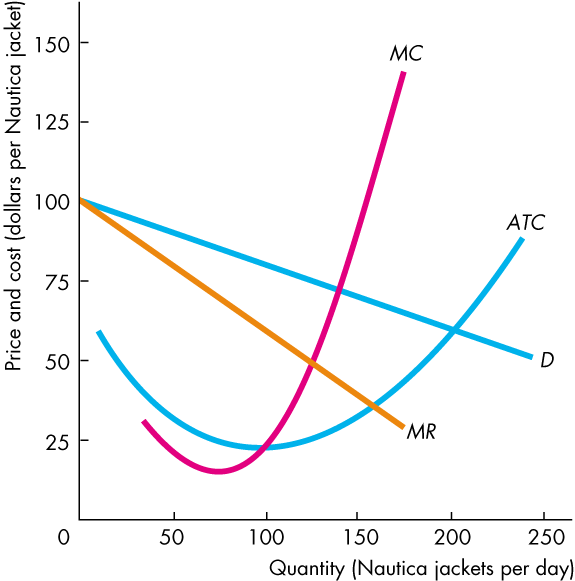 Price and cost (dollars per Nautica jacket)
150
125
100
75
50
25
0
50
100
150
200
250
MC
ATC
D
MR
Quantity (Nautica jackets per day)